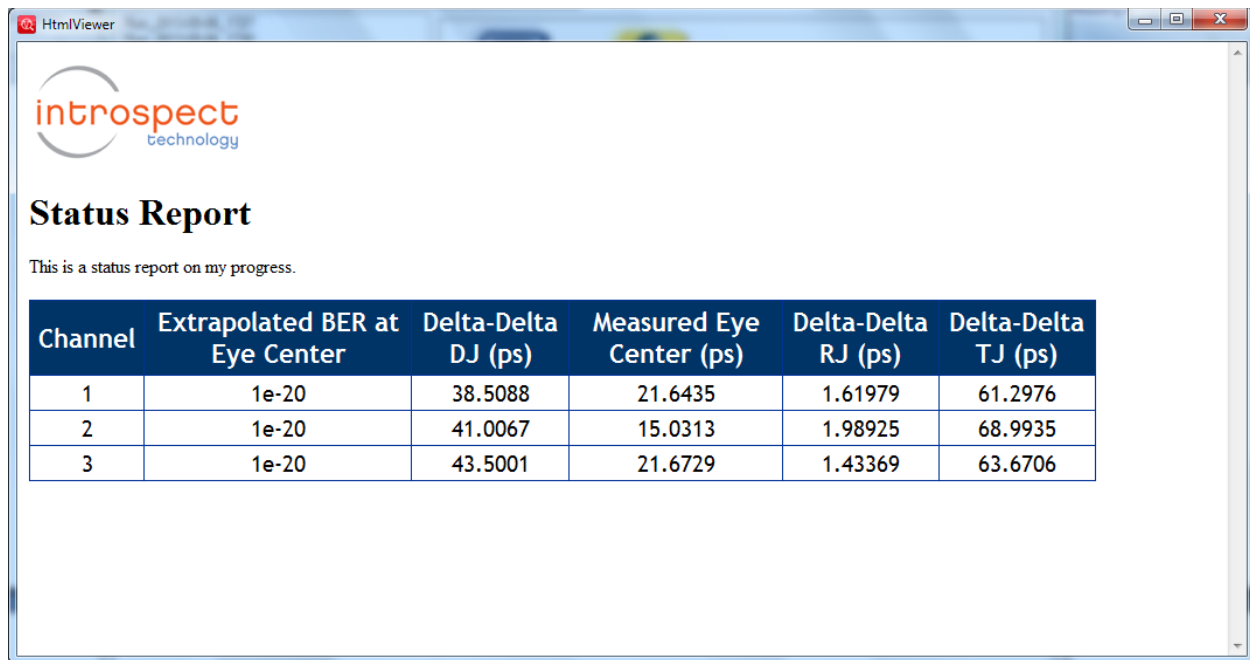 HtmlViewer
introspect
technology
Status Report
This is a status report on my progress.
Channel Extrapolated BER at Eye Center Delta-Delta DJ (ps) Measured Eye Center (ps) Delta-Delta RJ (ps) Delta-Delta TJ (ps)
1 1e-20 38.5088 21.6435 1.61979 61.2976
2 1e-20 41.0067 15.0313 1.98925 68.9935
3 1e-20 43.5001 21.6729 1.43369 63.6706